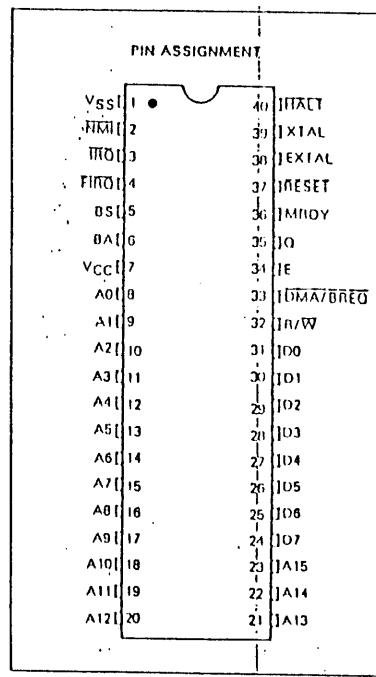 PIN ASSIGNMENT
VSS 1 40 HALT
NMI 2 39 XTAL
IRQ 3 38 EXTAL
FIRQ 4 37 RESET
BS 5 36 MRDY
BA 6 35 Q
VCC 7 34 E
A0 8 33 DMA/BREQ
A1 9 32 R/W
A2 10 31 D0
A3 11 30 D1
A4 12 29 D2
A5 13 28 D3
A6 14 27 D4
A7 15 26 D5
A8 16 25 D6
A9 17 24 D7
A10 18 23 A15
A11 19 22 A14
A12 20 21 A13